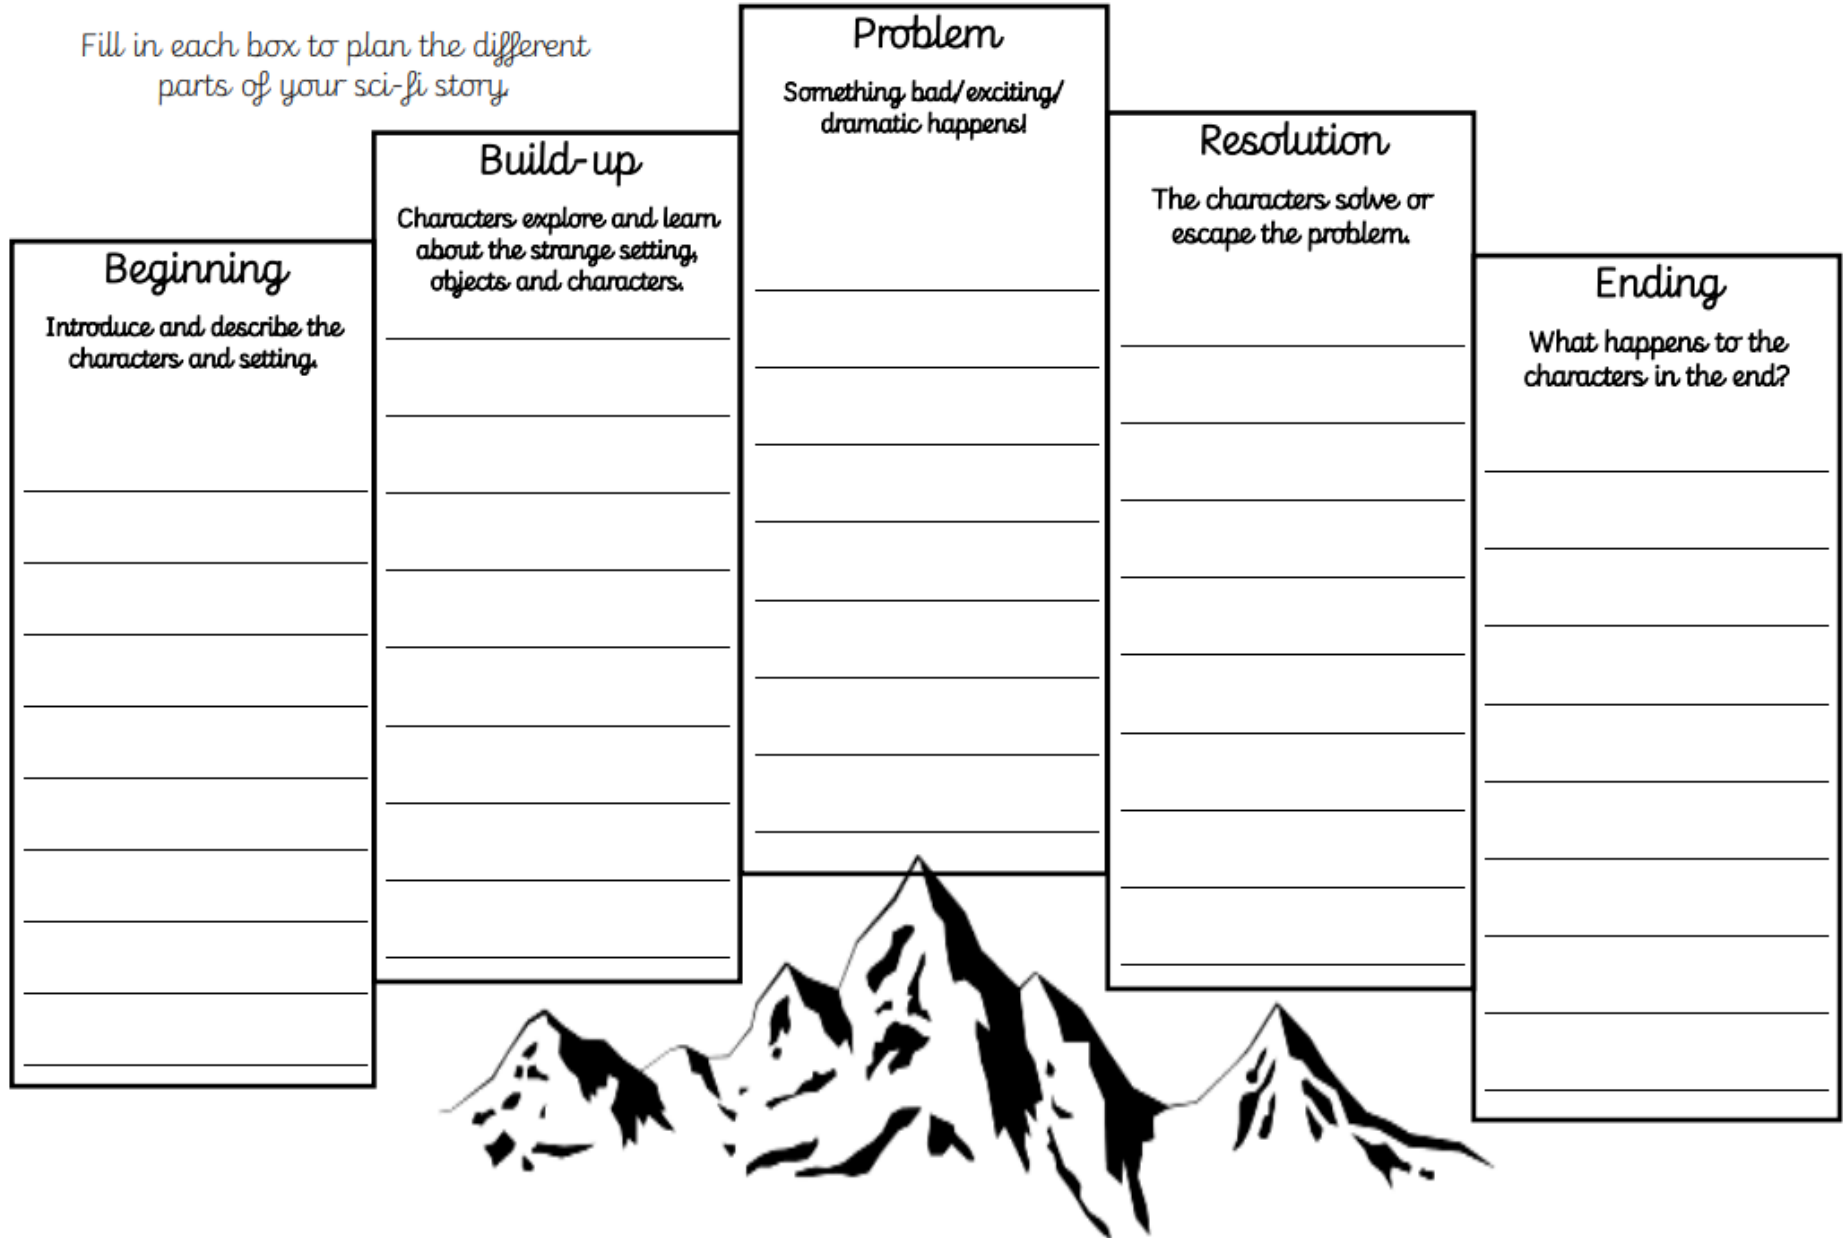 Fill in each box to plan the different
parts of your sci-fi story.
Beginning
Introduce and describe the
characters and setting.
Build-up
Characters explore and learn
about the strange setting,
objects and characters.
Problem
Something bad/exciting/
dramatic happens!
Resolution
The characters solve or
escape the problem.
Ending
What happens to the
characters in the end?